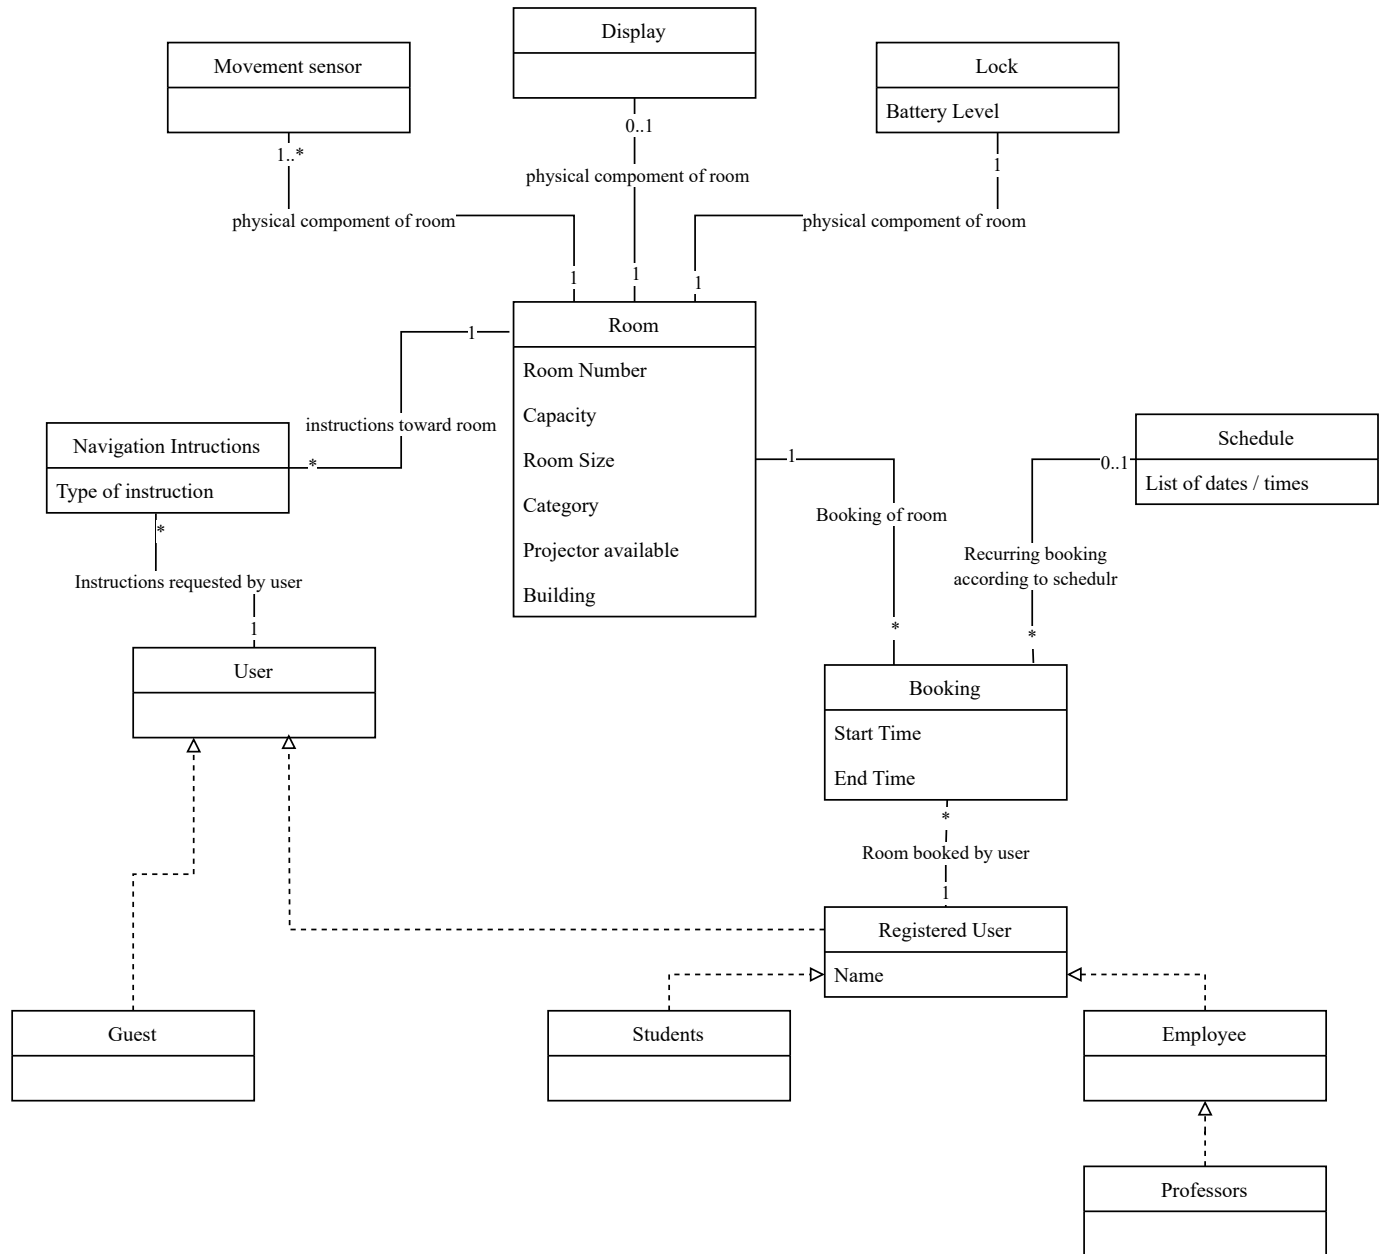 Display
Movement sensor
Lock
Battery Level
0..1
1..*
1
physical compoment of room
physical compoment of room
physical compoment of room
1
1
1
Room
1
Room Number
Capacity
instructions toward room
Navigation Intructions
Schedule
*
Room Size
1
0..1
Type of instruction
List of dates / times
Category
Booking of room
*
Projector available
Recurring booking
according to schedulr
Instructions requested by user
Building
1
*
*
User
Booking
Start Time
End Time
*
Room booked by user
1
Registered User
Name
Guest
Students
Employee
Professors